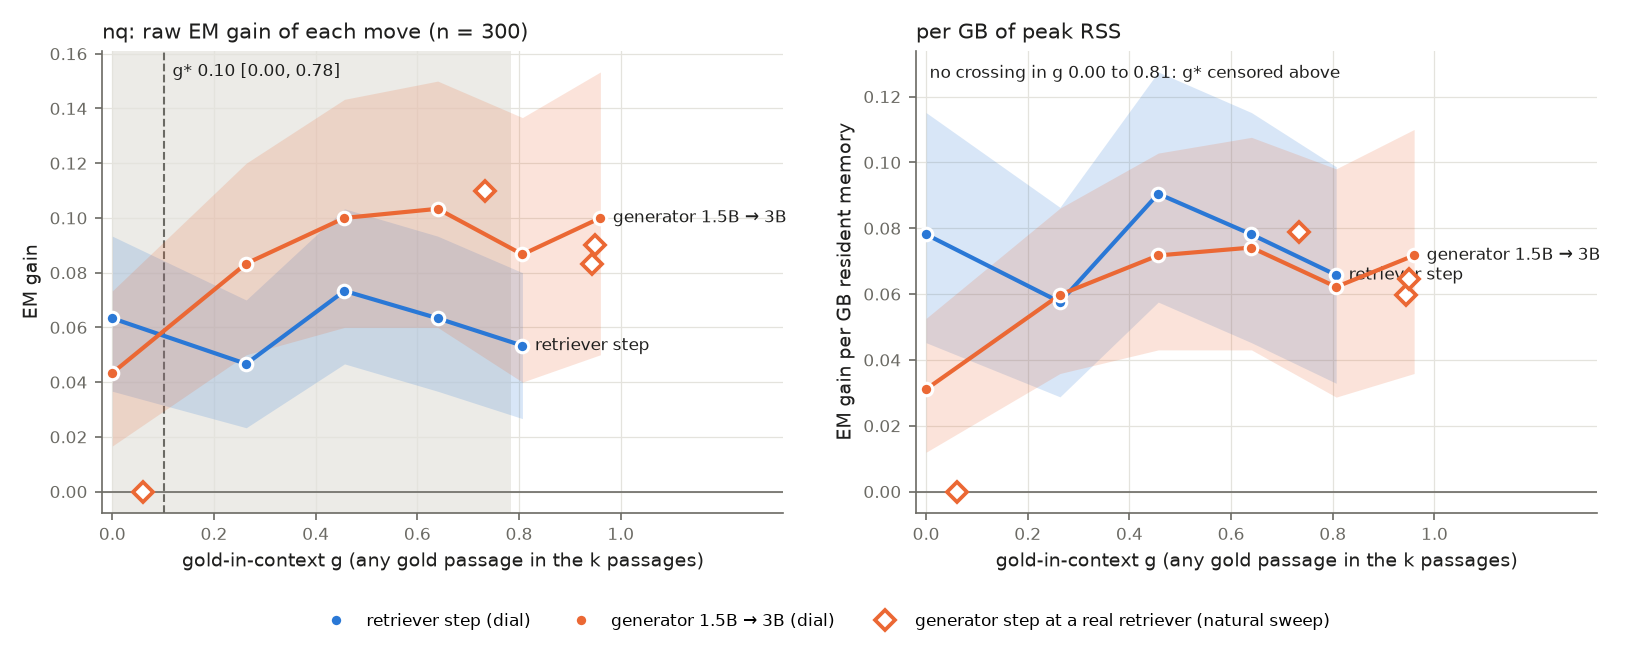 nq: raw EM gain of each move (n = 300)
g* 0.10 [0.00, 0.78]
0.16
0.14
0.12
0.10
0.08
0.06
0.04
0.02
0.00
EM gain
generator 1.5B → 3B
retriever step
0.0 0.2 0.4 0.6 0.8 1.0
gold-in-context g (any gold passage in the k passages)
per GB of peak RSS
no crossing in g 0.00 to 0.81: g* censored above
0.12
0.10
0.08
0.06
0.04
0.02
0.00
EM gain per GB resident memory
generator 1.5B → 3B
retriever step
0.0 0.2 0.4 0.6 0.8 1.0
gold-in-context g (any gold passage in the k passages)
retriever step (dial)
generator 1.5B → 3B (dial)
generator step at a real retriever (natural sweep)